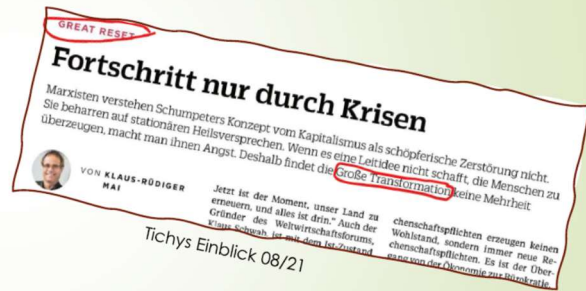 GREAT RESET
Fortschritt nur durch Krisen
Marxisten verstehen Schumpeters Konzept vom Kapitalismus als schöpferische Zerstörung nicht.
Sie beharren auf stationären Heilsversprechen. Wenn es eine Leitidee nicht schafft, die Menschen zu
überzeugen, macht man ihnen Angst. Deshalb findet die Große Transformation keine Mehrheit
VON KLAUS-RÜDIGER
MAI
Jetzt ist der Moment, unser Land zu
erneuern, und alles ist drin.“ Auch der
Gründer des Weltwirtschaftsforums,
Klaus Schwab, ist mit dem Ist-Zustand
chenschaftspflichten erzeugen keinen
Wohlstand, sondern immer neue Re-
chenschaftspflichten. Es ist der Über-
gang von der Ökonomie zur Bürokratie,
Tichys Einblick 08/21